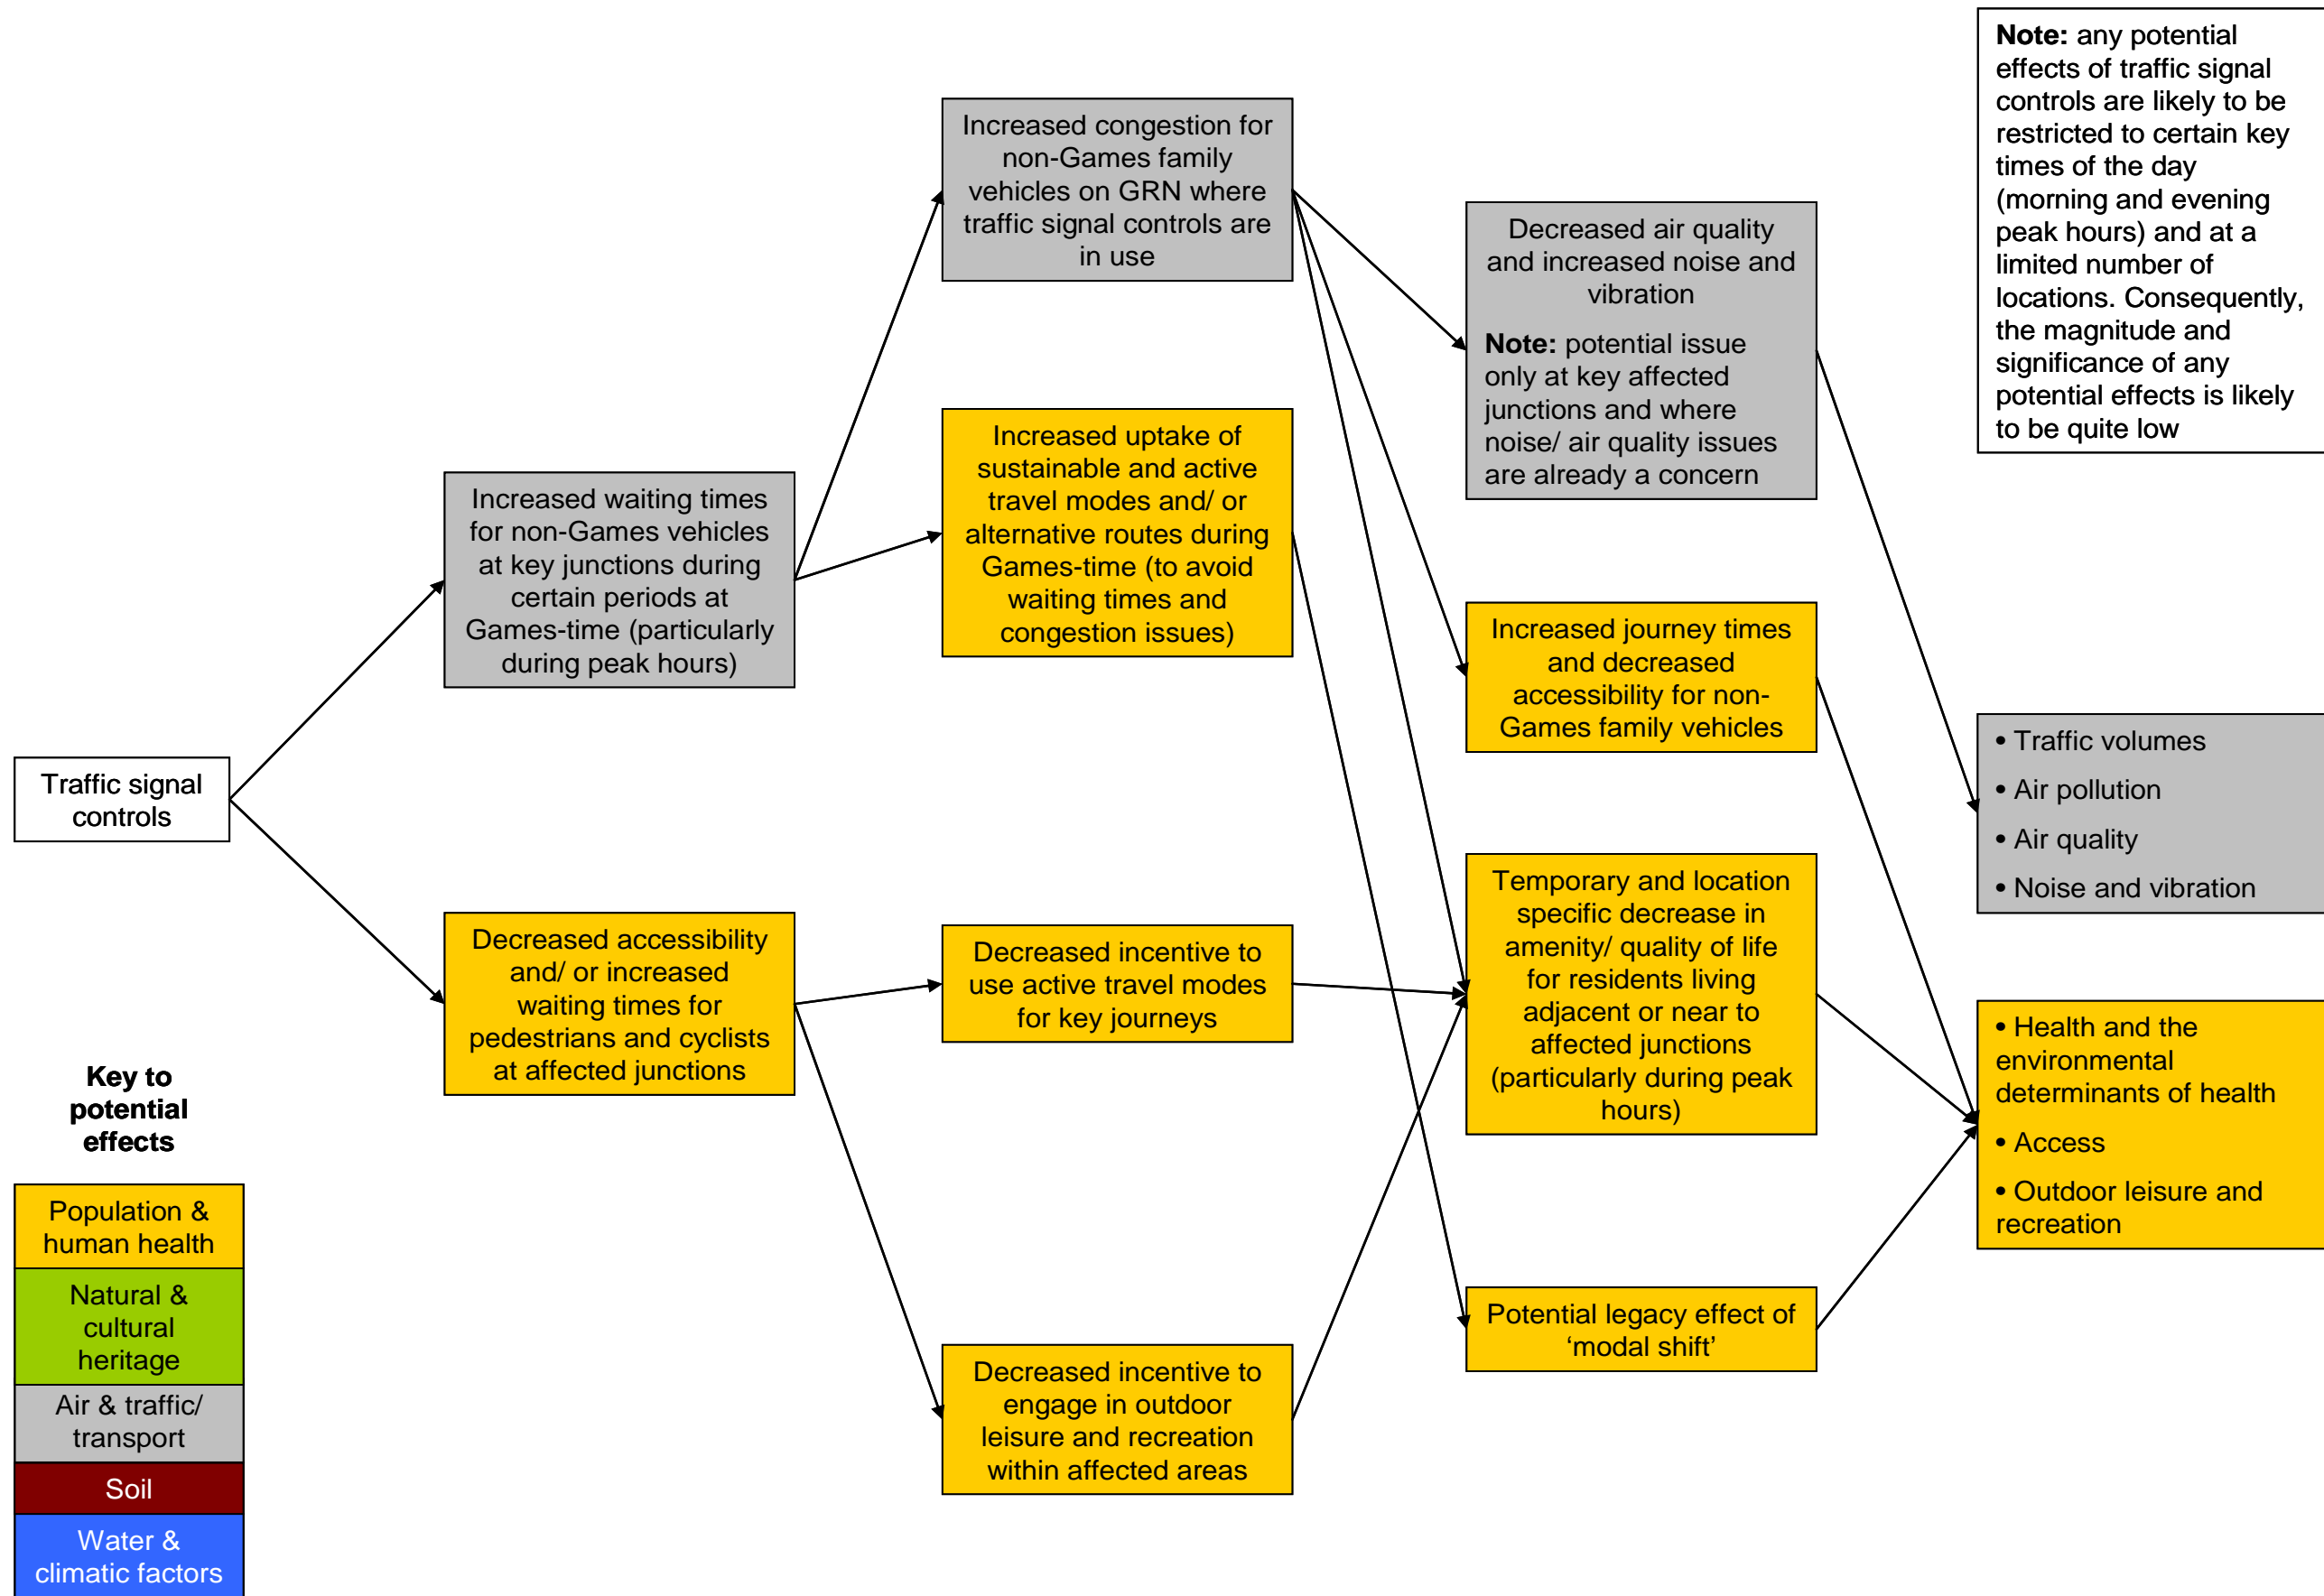 Traffic signal
controls
Increased waiting times
for non-Games vehicles
at key junctions during
certain periods at
Games-time (particularly
during peak hours)
Decreased accessibility
and/ or increased
waiting times for
pedestrians and cyclists
at affected junctions
Increased congestion for
non-Games family
vehicles on GRN where
traffic signal controls are
in use
Increased uptake of
sustainable and active
travel modes and/ or
alternative routes during
Games-time (to avoid
waiting times and
congestion issues)
Decreased incentive to
use active travel modes
for key journeys
Decreased incentive to
engage in outdoor
leisure and recreation
within affected areas
Decreased air quality
and increased noise and
vibration
Note: potential issue
only at key affected
junctions and where
noise/ air quality issues
are already a concern
Increased journey times
and decreased
accessibility for non-
Games family vehicles
Temporary and location
specific decrease in
amenity/ quality of life
for residents living
adjacent or near to
affected junctions
(particularly during peak
hours)
Potential legacy effect of
‘modal shift’
Note: any potential
effects of traffic signal
controls are likely to be
restricted to certain key
times of the day
(morning and evening
peak hours) and at a
limited number of
locations. Consequently,
the magnitude and
significance of any
potential effects is likely
to be quite low
• Traffic volumes
• Air pollution
• Air quality
• Noise and vibration
• Health and the
environmental
determinants of health
• Access
• Outdoor leisure and
recreation
Key to
potential
effects
Population &
human health
Natural &
cultural
heritage
Air & traffic/
transport
Soil
Water &
climatic factors